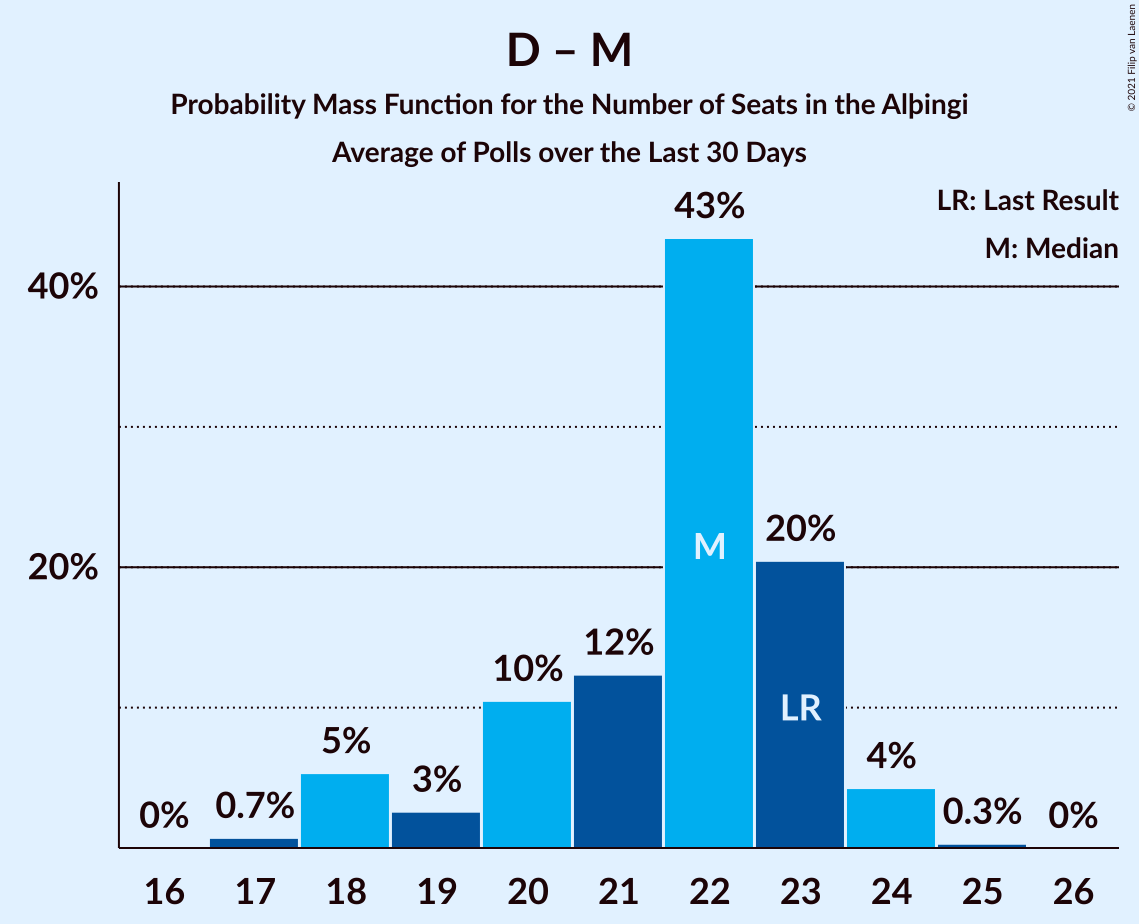 D – M
Probability Mass Function for the Number of Seats in the Alþingi
Average of Polls over the Last 30 Days
© 2021 Filip van Laenen
LR: Last Result
M: Median
40%
20%
0%
0.7%
5%
3%
10%
12%
43%
20%
4%
0.3%
0%
M
LR
16 17 18 19 20 21 22 23 24 25 26